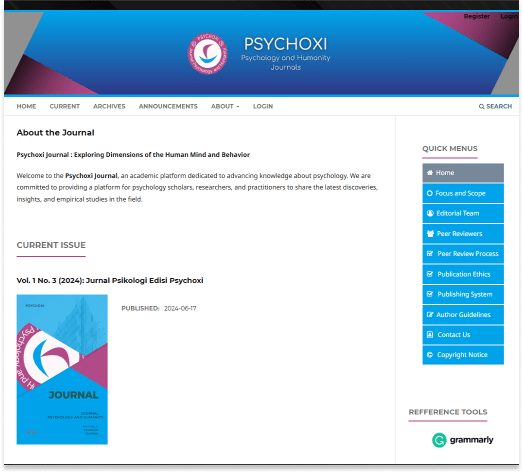 Register Login
PSYCHOXI
Psychology and Humanity
Journals
HOME CURRENT ARCHIVES ANNOUNCEMENTS ABOUT LOGIN SEARCH
About the Journal
Psychoxi Journal : Exploring Dimensions of the Human Mind and Behavior
Welcome to the Psychoxi Journal, an academic platform dedicated to advancing knowledge about psychology. We are
committed to providing a platform for psychology scholars, researchers, and practitioners to share the latest discoveries,
insights, and empirical studies in the field.
CURRENT ISSUE
Vol. 1 No. 3 (2024): Jurnal Psikologi Edisi Psychoxi
PSYCHOXI
JOURNAL
PUBLISHED: 2024-06-17
QUICK MENUS
Home
Focus and Scope
Editorial Team
Peer Reviewers
Peer Review Process
Publication Ethics
Publishing System
Author Guidelines
Contact Us
Copyright Notice
REFFERENCE TOOLS
grammarly